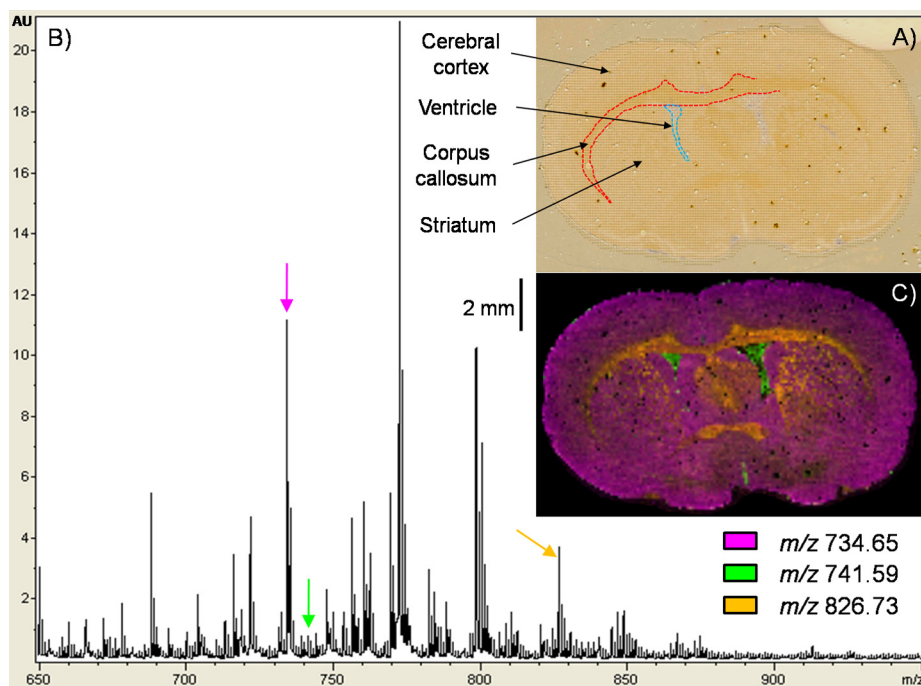 AU
B)
A)
Cerebral
cortex
Ventricle
Corpus
callosum
Striatum
2 mm
C)
m/z 734.65
m/z 741.59
m/z 826.73
20
18
16
14
12
10
8
6
4
2
650
700
750
800
850
900
m/z